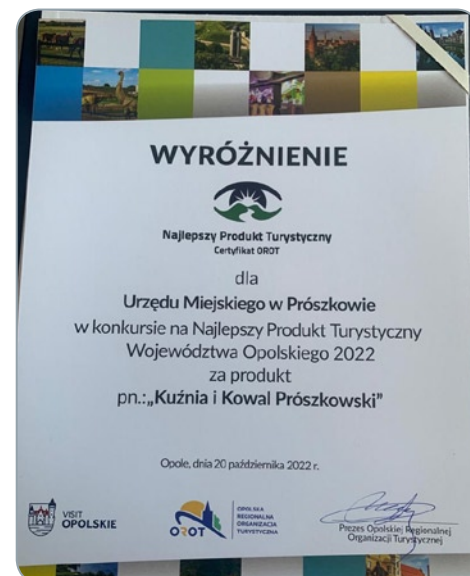 WYRÓŻNIENIE
Najlepszy Produkt Turystyczny
Certyfikat OROT
dla
Urzędu Miejskiego w Prószkowie
w konkursie na Najlepszy Produkt Turystyczny
Województwa Opolskiego 2022
za produkt
pn.:„Kuźnia i Kowal Prószkowski”
Opole, dnia 20 października 2022 r.
VISIT
OPOLSKIE
OROT
OPOLSKA
REGIONALNA
ORGANIZACJA
TURYSTYCZNA
Prezes Opolskiej Regionalnej
Organizacji Turystycznej